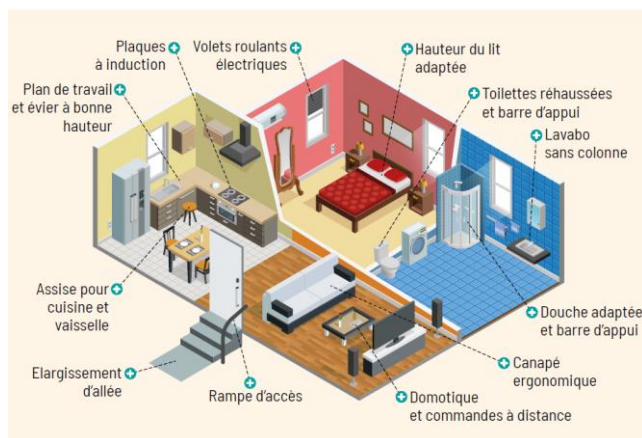 Plaques
à induction
Volets roulants
électriques
Hauteur du lit
adaptée
Plan de travail
et évier à bonne
hauteur
Toilettes réhaussées
et barre d'appui
Lavabo
sans colonne
Assise pour
cuisine et
vaisselle
Douche adaptée
et barre d'appui
Elargissement
d'allée
Rampe d'accès
Canapé
ergonomique
Domotique
et commandes à distance